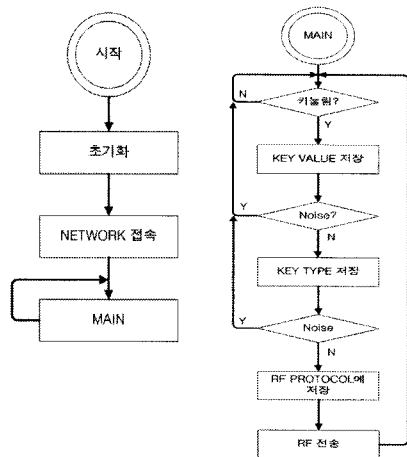 시작
초기화
NETWORK 접속
MAIN
MAIN
키눌림?
N
Y
KEY VALUE 저장
Noise?
Y
N
KEY TYPE 저장
Noise
Y
N
RF PROTOCOL에
저장
RF 전송